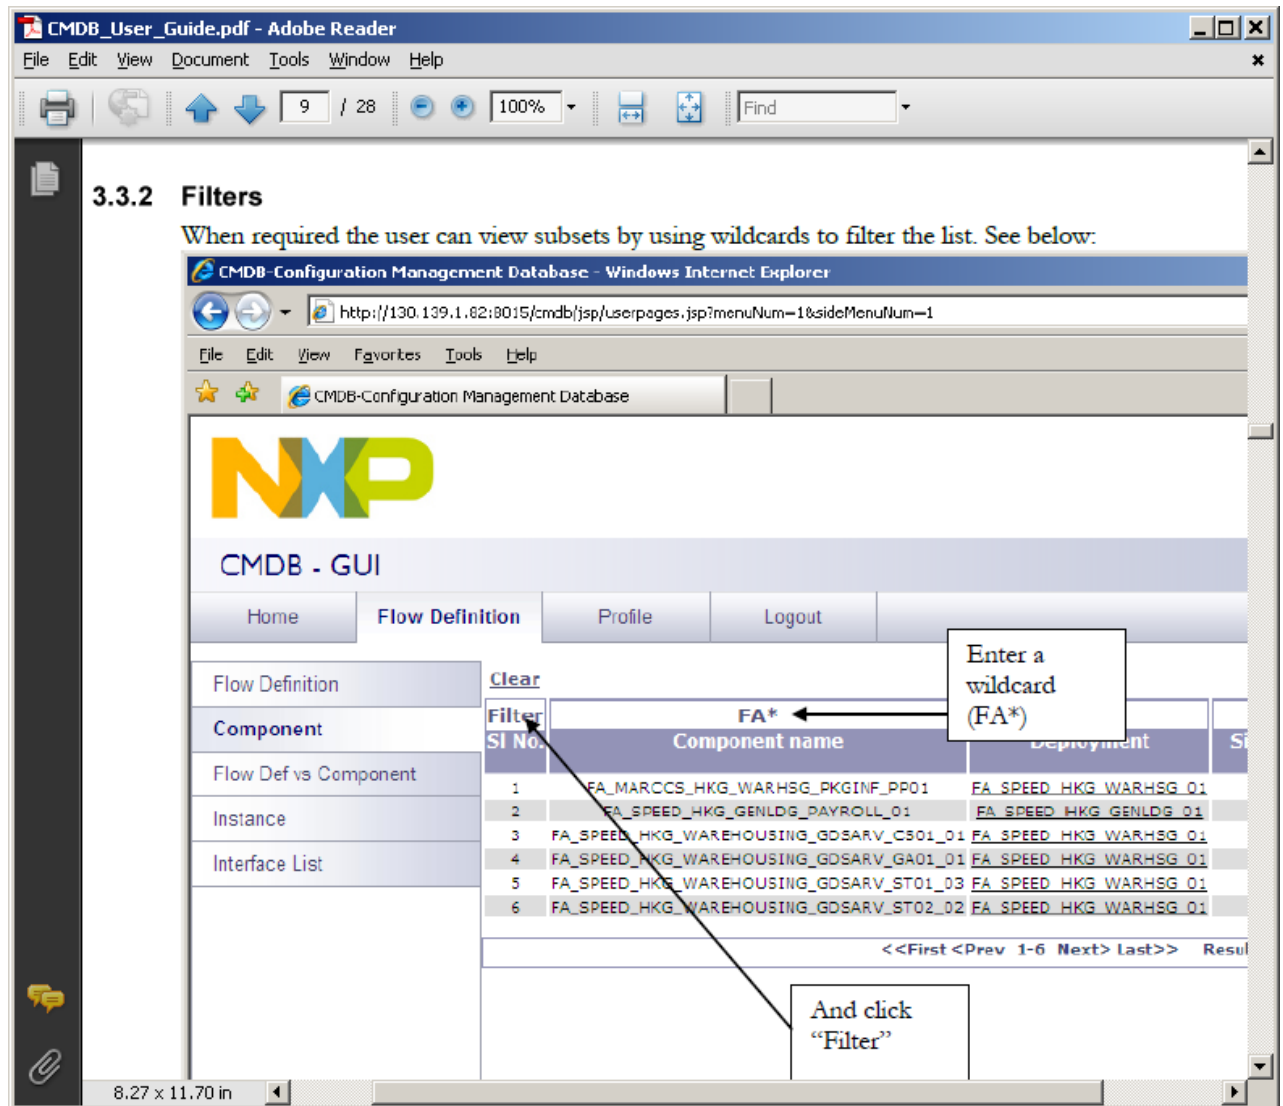 CMDB_User_Guide.pdf - Adobe Reader
File Edit View Document Tools Window Help
9 / 28 100% Find
3.3.2 Filters
When required the user can view subsets by using wildcards to filter the list. See below:
CMDB-Configuration Management Database - Windows Internet Explorer
http://130.139.1.82:8015/cmdb/jsp/userpages.jsp?menuNum=1&sideMenuNum=1
File Edit View Favorites Tools Help
CMDB-Configuration Management Database
NXP
CMDB - GUI
Home Flow Definition Profile Logout
Enter a
wildcard
(FA*)
Flow Definition
Component
Flow Def vs Component
Instance
Interface List
Clear
Filter FA*
Sl No. Component name Deployment Si
1 FA_MARCCS_HKG_WARHSG_PKGINF_PP01 FA_SPEED_HKG_WARHSG_01
2 FA_SPEED_HKG_GENLDG_PAYROLL_01 FA_SPEED_HKG_GENLDG_01
3 FA_SPEED_HKG_WAREHOUSING_GDSARV_CS01_01 FA_SPEED_HKG_WARHSG_01
4 FA_SPEED_HKG_WAREHOUSING_GDSARV_GA01_01 FA_SPEED_HKG_WARHSG_01
5 FA_SPEED_HKG_WAREHOUSING_GDSARV_ST01_03 FA_SPEED_HKG_WARHSG_01
6 FA_SPEED_HKG_WAREHOUSING_GDSARV_ST02_02 FA_SPEED_HKG_WARHSG_01
<<First <Prev 1-6 Next> Last>> Resul
And click
“Filter”
8.27 x 11.70 in